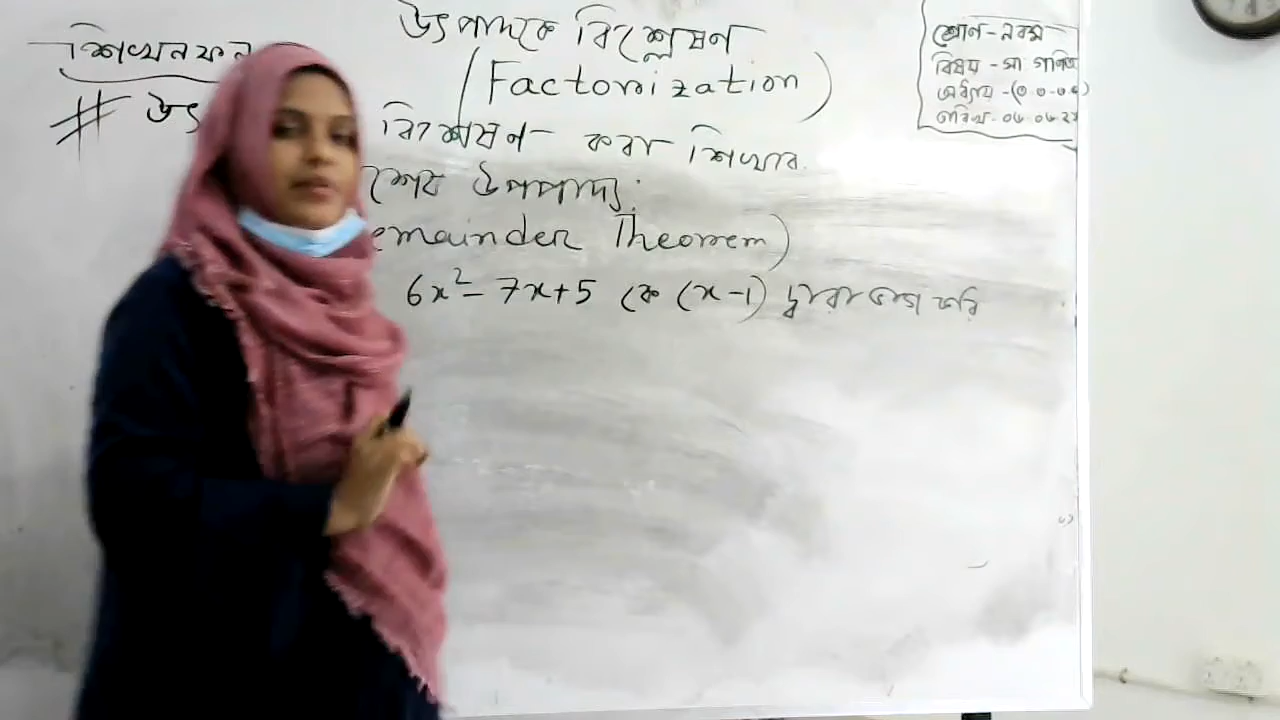 উৎপাদকে বিশ্লেষণ
(Factorization)
শিখনফল
# উৎ
বিশ্লেষণ করা শিখবে.
শেষ উপপাদ্য:
emainder Theorem)
6x² - 7x + 5 কে (x - 1) দ্বারা ভাগ করি
শ্রেণি - নবম
বিষয় - সা গণিত
অধ্যায় -
তারিখ -